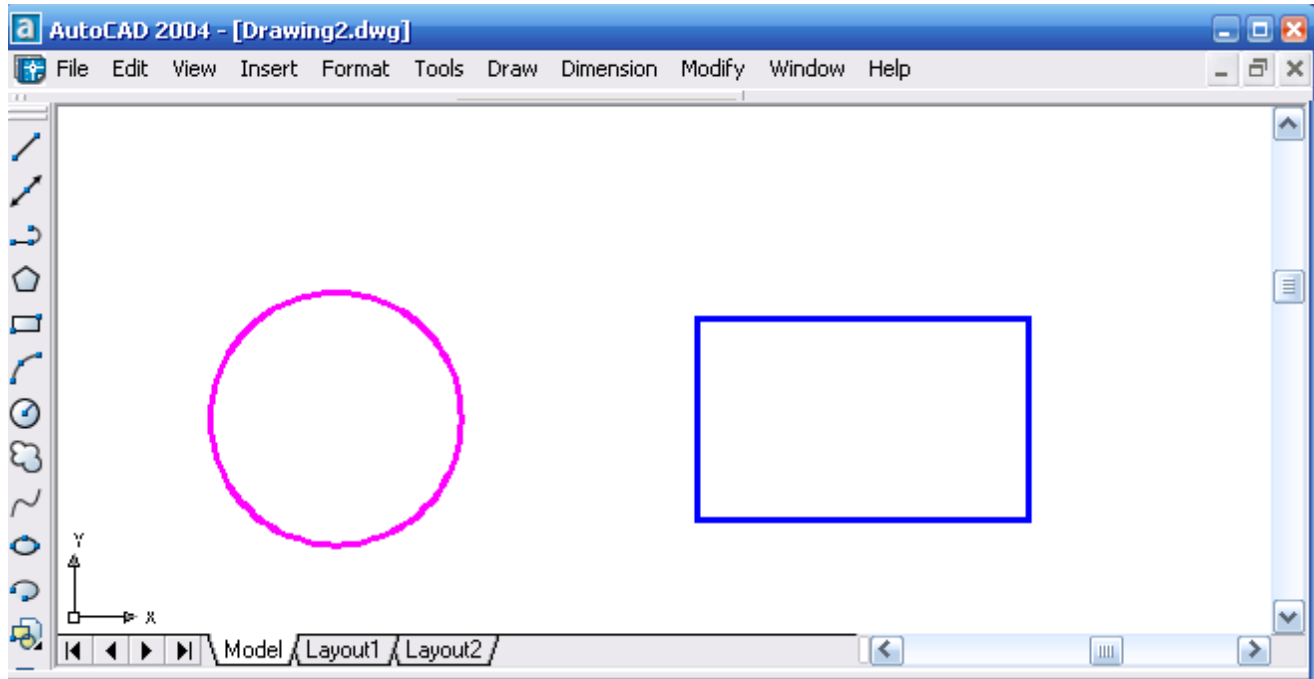 a AutoCAD 2004 - [Drawing2.dwg]
File Edit View Insert Format Tools Draw Dimension Modify Window Help
Y
X
Model Layout1 Layout2